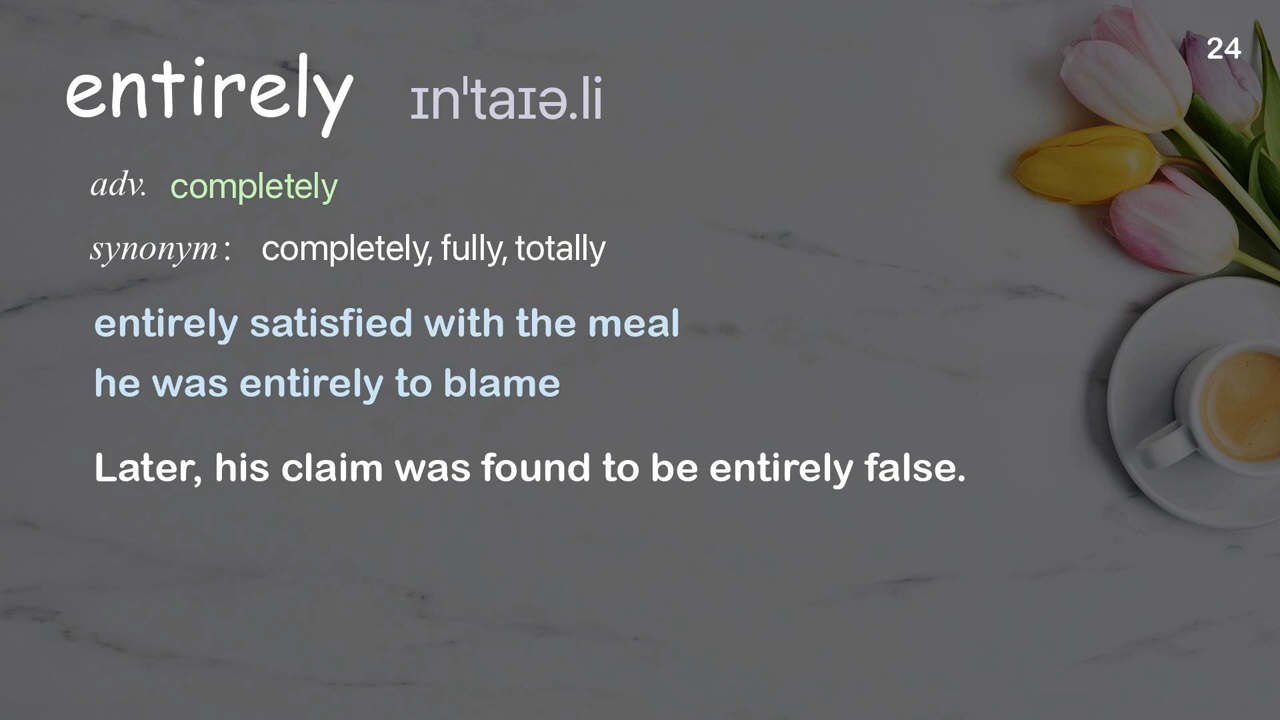 24
entirely ɪnˈtaɪə.li
adv. completely
synonym: completely, fully, totally
entirely satisfied with the meal
he was entirely to blame
Later, his claim was found to be entirely false.